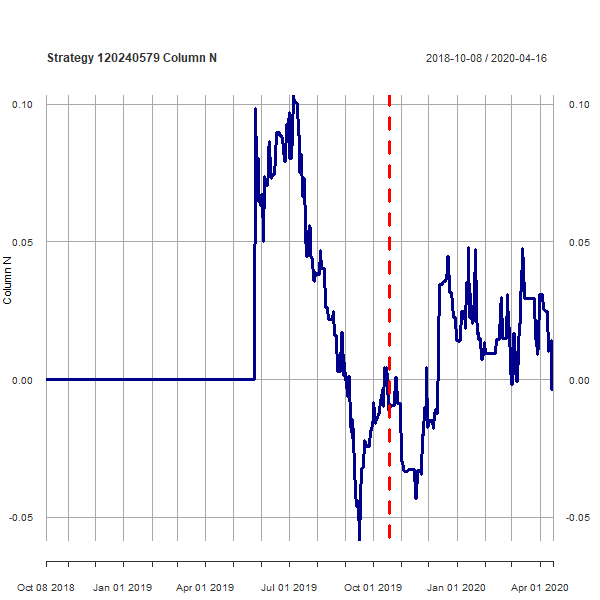 Strategy 120240579 Column N
2018-10-08 / 2020-04-16
0.10 0.10
0.05 0.05
Column N
0.00 0.00
-0.05 -0.05
Oct 08 2018 Jan 01 2019 Apr 01 2019 Jul 01 2019 Oct 01 2019 Jan 01 2020 Apr 01 2020